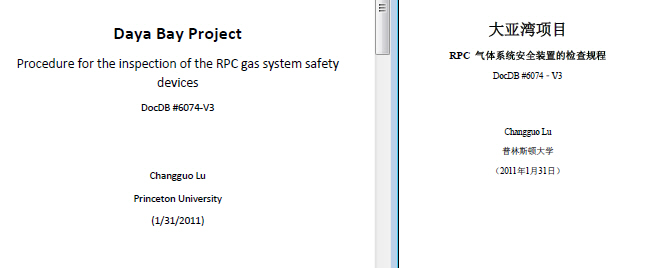 Daya Bay Project
Procedure for the inspection of the RPC gas system safety
devices
DocDB #6074-V3
Changguo Lu
Princeton University
(1/31/2011)
大亚湾项目
RPC 气体系统安全装置的检查规程
DocDB #6074 - V3
Changguo Lu
普林斯顿大学
（2011年1月31日）